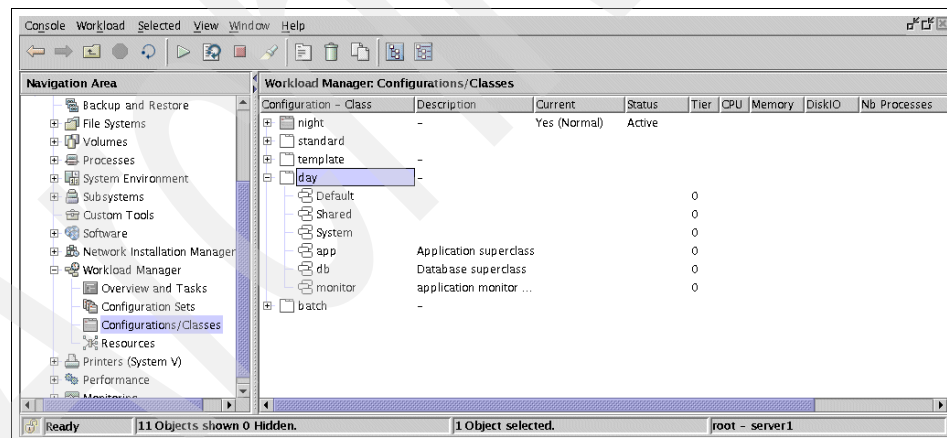 Console Workload Selected View Window Help
Navigation Area
Backup and Restore
File Systems
Volumes
Processes
System Environment
Subsystems
Custom Tools
Software
Network Installation Manager
Workload Manager
Overview and Tasks
Configuration Sets
Configurations/Classes
Resources
Printers (System V)
Performance
Monitoring
Workload Manager: Configurations/Classes
Configuration - Class Description Current Status Tier CPU Memory DiskIO Nb Processes
night - Yes (Normal) Active
standard
template -
day -
Default 0
Shared 0
System 0
app Application superclass 0
db Database superclass 0
monitor application monitor ... 0
batch -
Ready 11 Objects shown 0 Hidden. 1 Object selected. root - server1